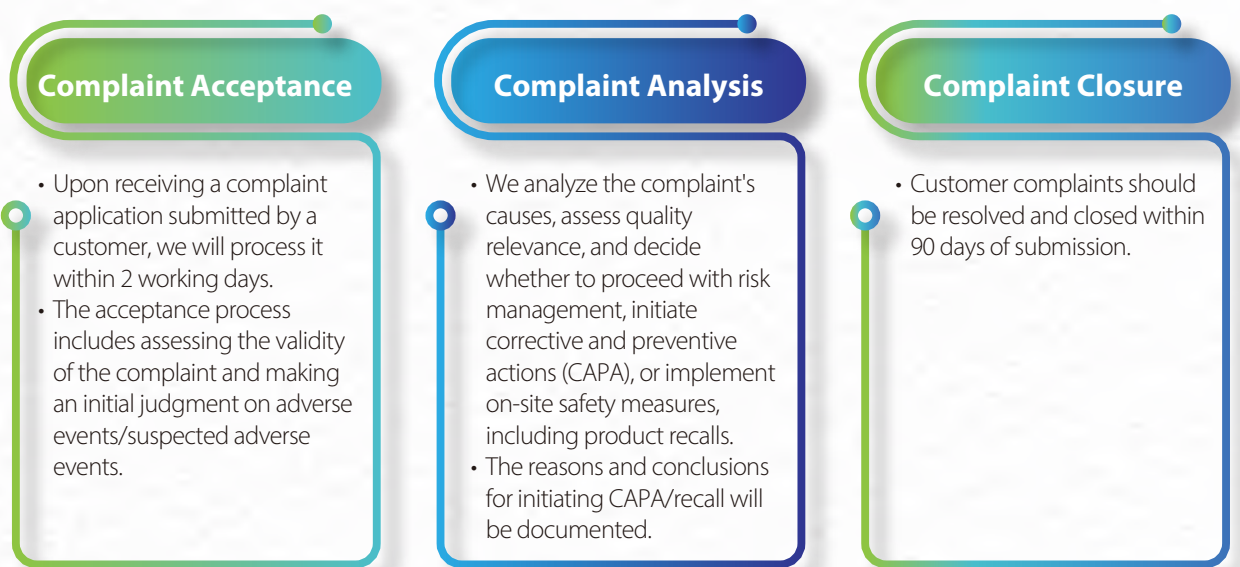 Complaint Acceptance
• Upon receiving a complaint
application submitted by a
customer, we will process it
within 2 working days.
• The acceptance process
includes assessing the validity
of the complaint and making
an initial judgment on adverse
events/suspected adverse
events.
Complaint Analysis
• We analyze the complaint's
causes, assess quality
relevance, and decide
whether to proceed with risk
management, initiate
corrective and preventive
actions (CAPA), or implement
on-site safety measures,
including product recalls.
• The reasons and conclusions
for initiating CAPA/recall will
be documented.
Complaint Closure
• Customer complaints should
be resolved and closed within
90 days of submission.